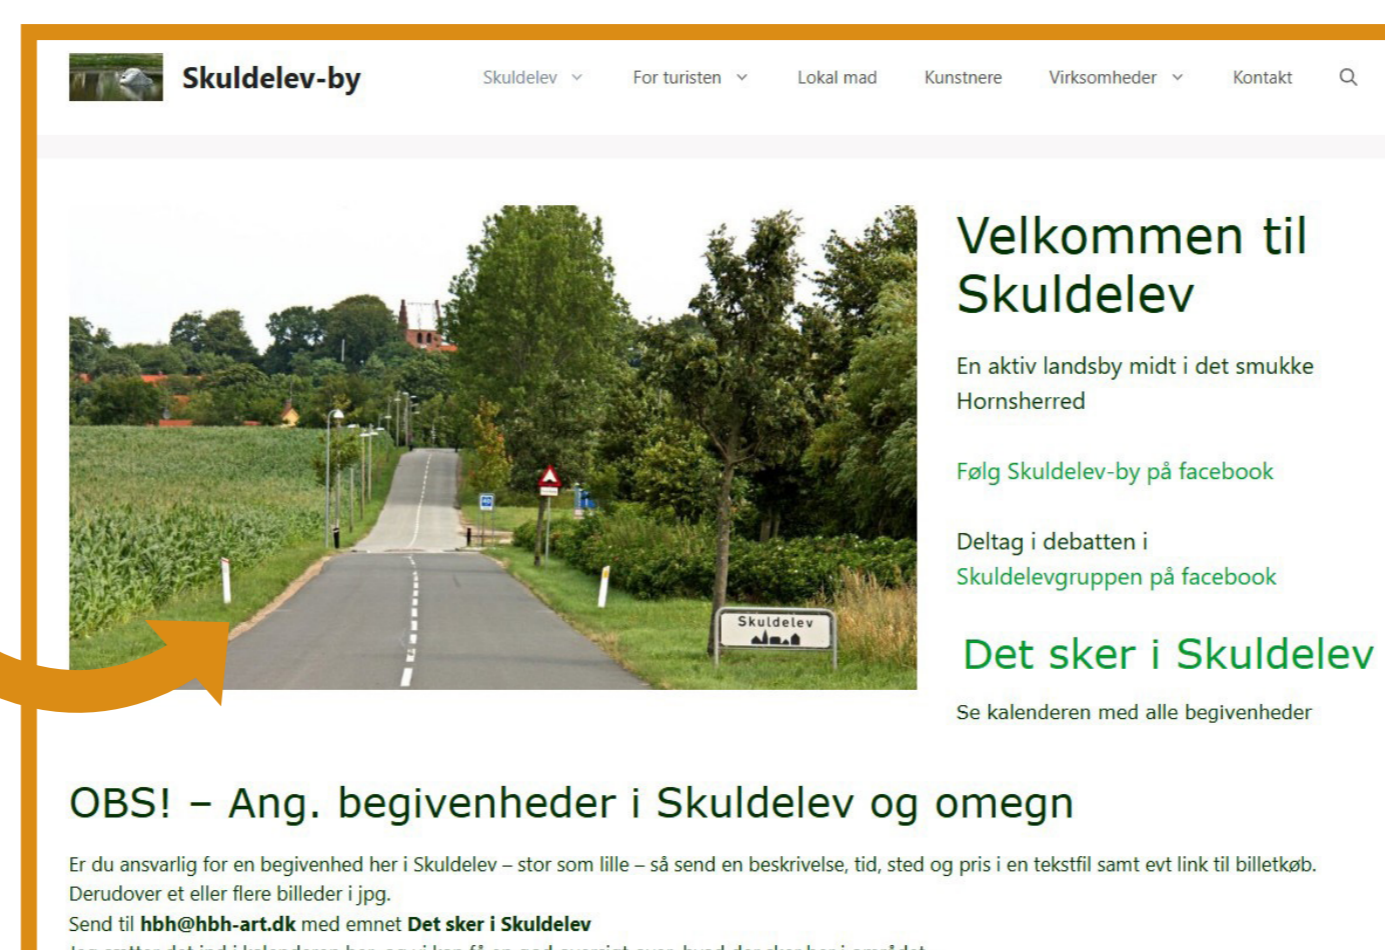 Skuldelev-by
Skuldelev
For turisten
Lokal mad
Kunstnere
Virksomheder
Kontakt
Skuldelev
Velkommen til
Skuldelev
En aktiv landsby midt i det smukke
Hornsherred
Følg Skuldelev-by på facebook
Deltag i debatten i
Skuldelevgruppen på facebook
Det sker i Skuldelev
Se kalenderen med alle begivenheder
OBS! – Ang. begivenheder i Skuldelev og omegn
Er du ansvarlig for en begivenhed her i Skuldelev – stor som lille – så send en beskrivelse, tid, sted og pris i en tekstfil samt evt link til billetkøb.
Derudover et eller flere billeder i jpg.
Send til hbh@hbh-art.dk med emnet Det sker i Skuldelev